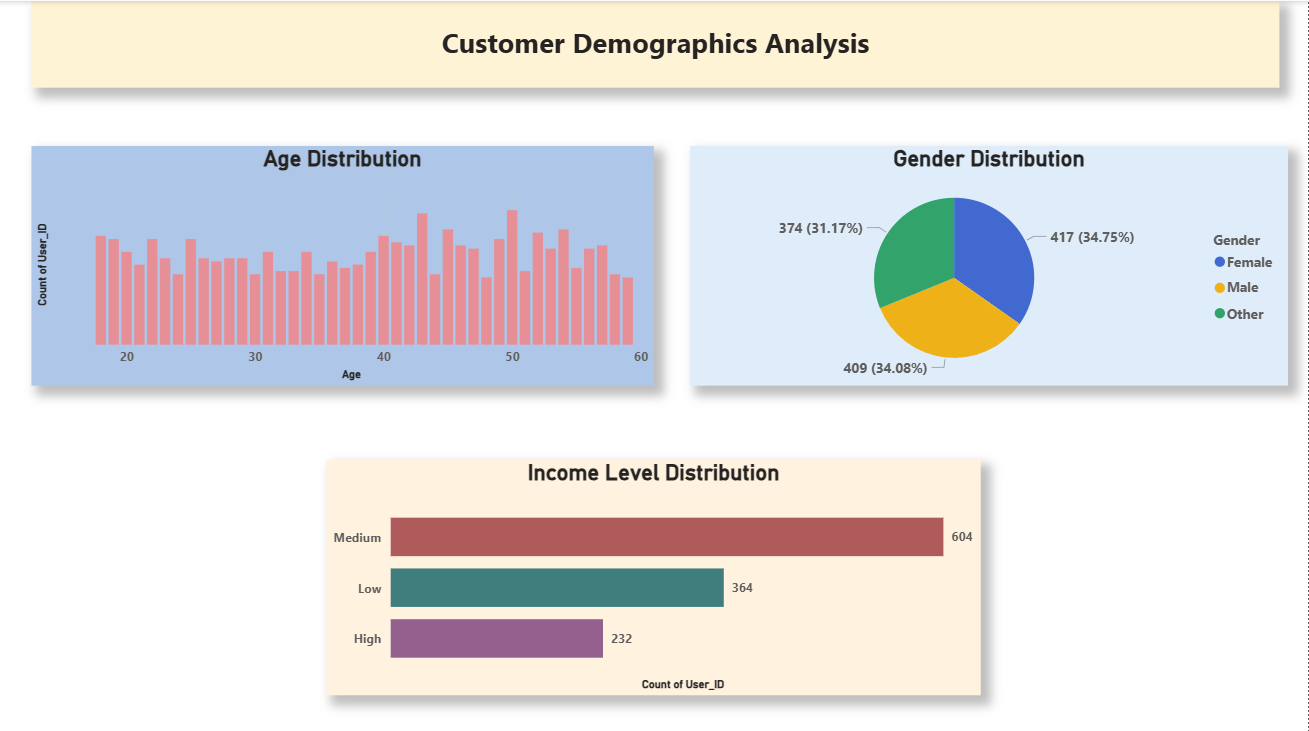 Customer Demographics Analysis
Age Distribution
Count of User_ID
20 30 40 50 60
Age
Gender Distribution
374 (31.17%)
417 (34.75%)
409 (34.08%)
Gender
Female
Male
Other
Income Level Distribution
Medium 604
Low 364
High 232
Count of User_ID